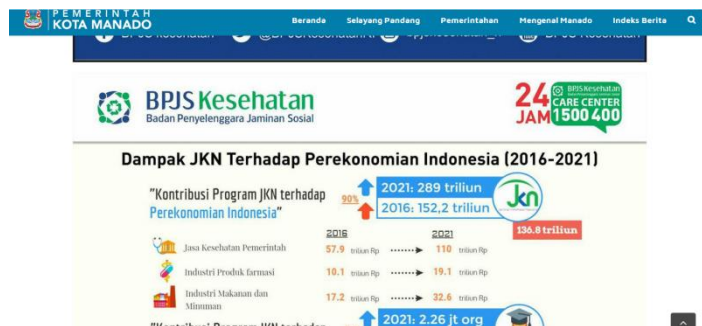 PEMERINTAH
KOTA MANADO
Beranda Selayang Pandang Pemerintahan Mengenal Manado Indeks Berita
BPJS Kesehatan
Badan Penyelenggara Jaminan Sosial
24 JAM
BPJS Kesehatan
CARE CENTER
1500 400
Dampak JKN Terhadap Perekonomian Indonesia (2016-2021)
"Kontribusi Program JKN terhadap
Perekonomian Indonesia"
90%
2021: 289 triliun
2016: 152,2 triliun
jkn
136.8 triliun
2016 2021
Jasa Kesehatan Pemerintah 57.9 triliun Rp 110 triliun Rp
Industri Produk farmasi 10.1 triliun Rp 19.1 triliun Rp
Industri Makanan dan
Minuman 17.2 triliun Rp 32.6 triliun Rp
2021: 2.26 jt org